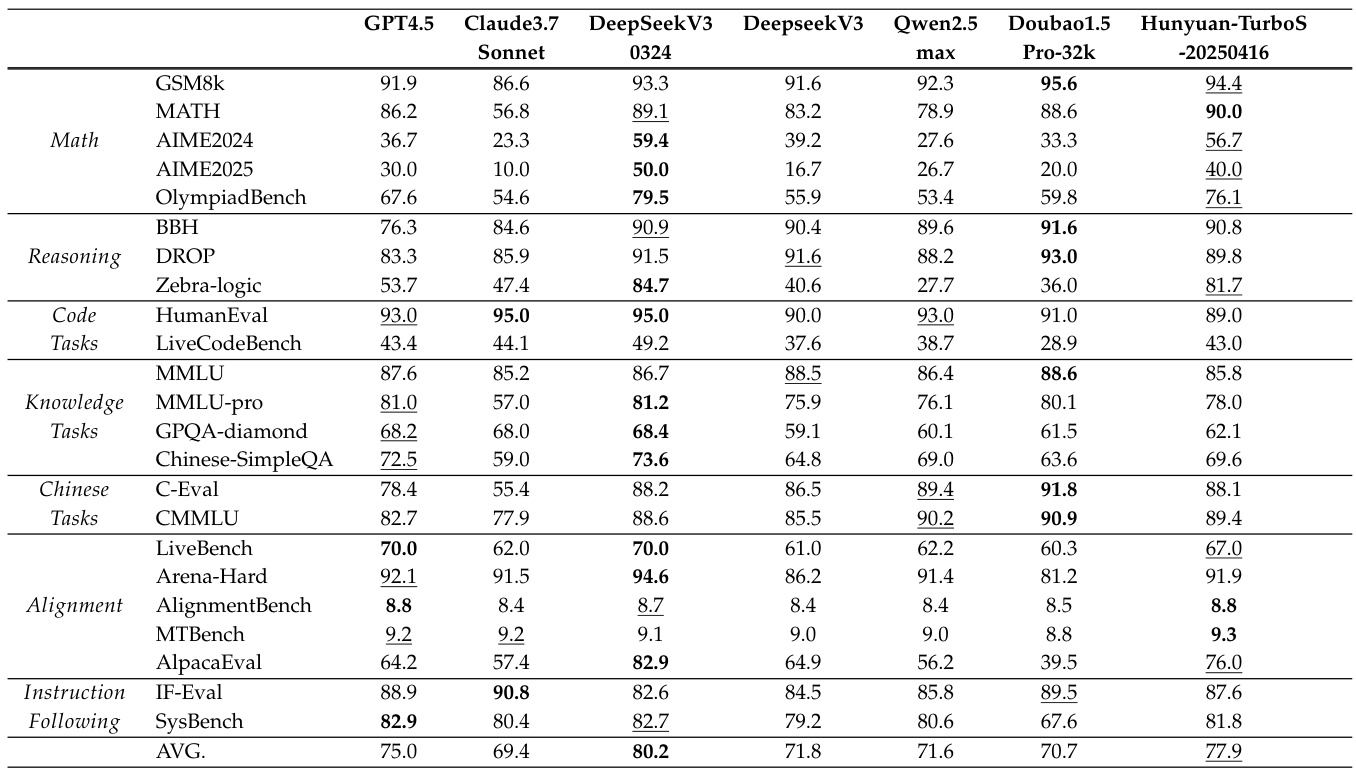 GPT4.5 Claude3.7 DeepSeekV3 DeepseekV3 Qwen2.5 Doubao1.5 Hunyuan-TurboS
Sonnet 0324 max Pro-32k -20250416
GSM8k 91.9 86.6 93.3 91.6 92.3 95.6 94.4
MATH 86.2 56.8 89.1 83.2 78.9 88.6 90.0
Math AIME2024 36.7 23.3 59.4 39.2 27.6 33.3 56.7
AIME2025 30.0 10.0 50.0 16.7 26.7 20.0 40.0
OlympiadBench 67.6 54.6 79.5 55.9 53.4 59.8 76.1
BBH 76.3 84.6 90.9 90.4 89.6 91.6 90.8
Reasoning DROP 83.3 85.9 91.5 91.6 88.2 93.0 89.8
Zebra-logic 53.7 47.4 84.7 40.6 27.7 36.0 81.7
Code HumanEval 93.0 95.0 95.0 90.0 93.0 91.0 89.0
Tasks LiveCodeBench 43.4 44.1 49.2 37.6 38.7 28.9 43.0
MMLU 87.6 85.2 86.7 88.5 86.4 88.6 85.8
Knowledge MMLU-pro 81.0 57.0 81.2 75.9 76.1 80.1 78.0
Tasks GPQA-diamond 68.2 68.0 68.4 59.1 60.1 61.5 62.1
Chinese-SimpleQA 72.5 59.0 73.6 64.8 69.0 63.6 69.6
Chinese C-Eval 78.4 55.4 88.2 86.5 89.4 91.8 88.1
Tasks CMMLU 82.7 77.9 88.6 85.5 90.2 90.9 89.4
LiveBench 70.0 62.0 70.0 61.0 62.2 60.3 67.0
Arena-Hard 92.1 91.5 94.6 86.2 91.4 81.2 91.9
Alignment AlignmentBench 8.8 8.4 8.7 8.4 8.4 8.5 8.8
MTBench 9.2 9.2 9.1 9.0 9.0 8.8 9.3
AlpacaEval 64.2 57.4 82.9 64.9 56.2 39.5 76.0
Instruction IF-Eval 88.9 90.8 82.6 84.5 85.8 89.5 87.6
Following SysBench 82.9 80.4 82.7 79.2 80.6 67.6 81.8
AVG. 75.0 69.4 80.2 71.8 71.6 70.7 77.9